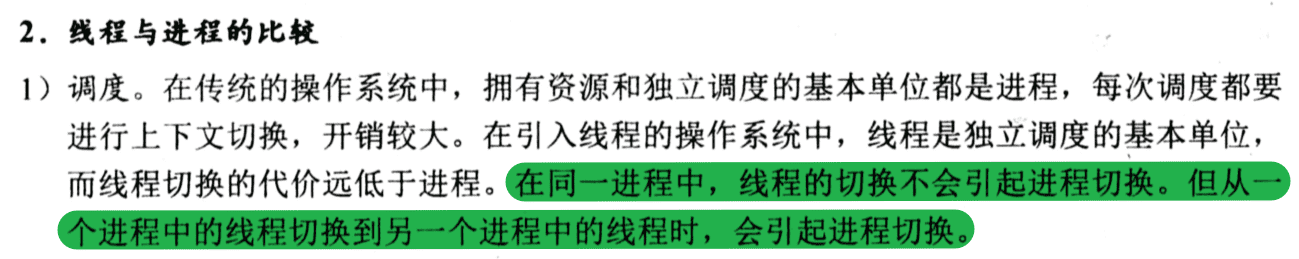 2．线程与进程的比较
1）调度。在传统的操作系统中，拥有资源和独立调度的基本单位都是进程，每次调度都要
进行上下文切换，开销较大。在引入线程的操作系统中，线程是独立调度的基本单位，
而线程切换的代价远低于进程。在同一进程中，线程的切换不会引起进程切换。但从一
个进程中的线程切换到另一个进程中的线程时，会引起进程切换。